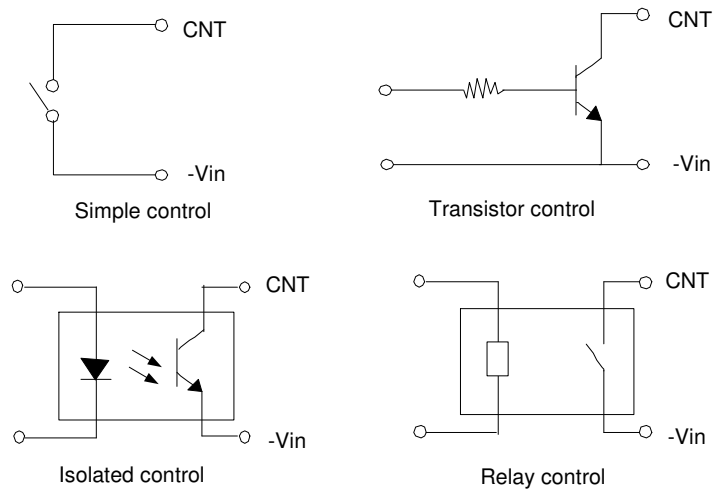 CNT
-Vin
Simple control
CNT
-Vin
Transistor control
CNT
-Vin
Isolated control
CNT
-Vin
Relay control